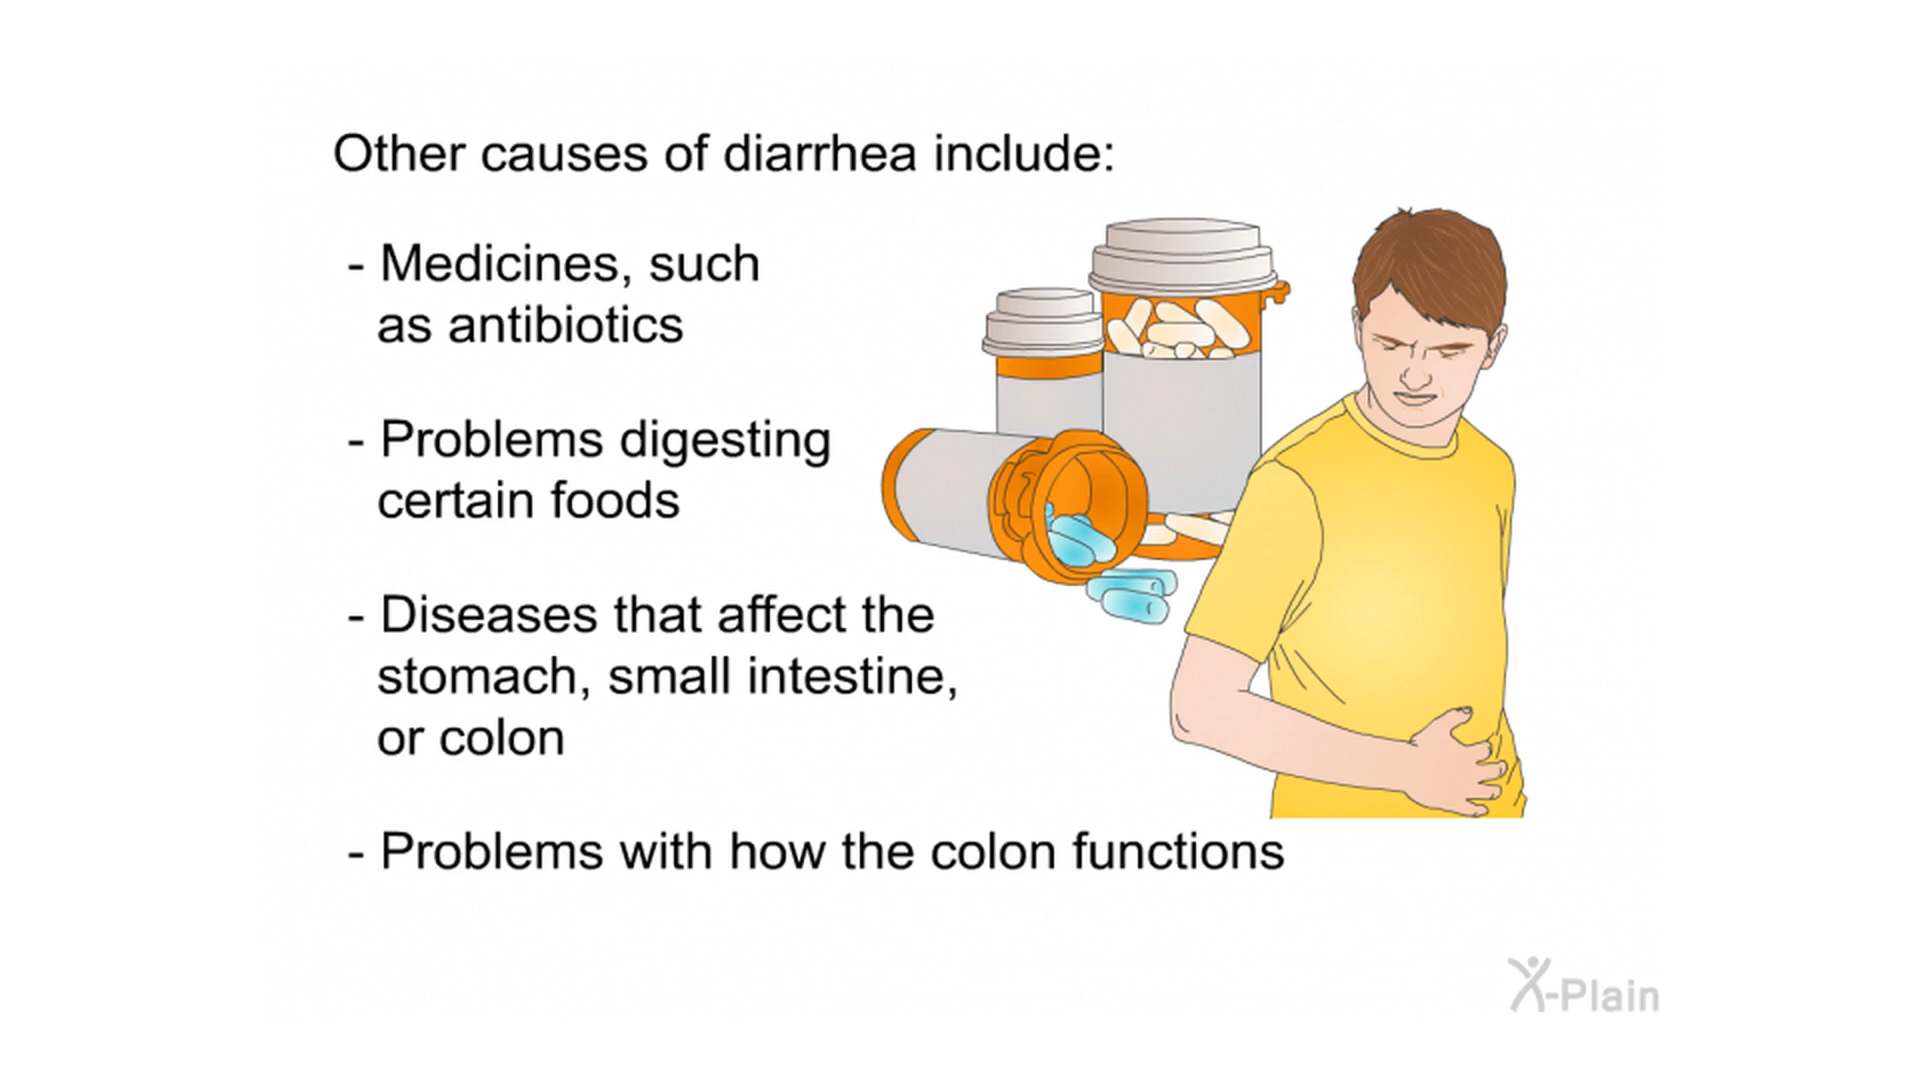 Other causes of diarrhea include:
- Medicines, such
as antibiotics
- Problems digesting
certain foods
- Diseases that affect the
stomach, small intestine,
or colon
- Problems with how the colon functions
X-Plain